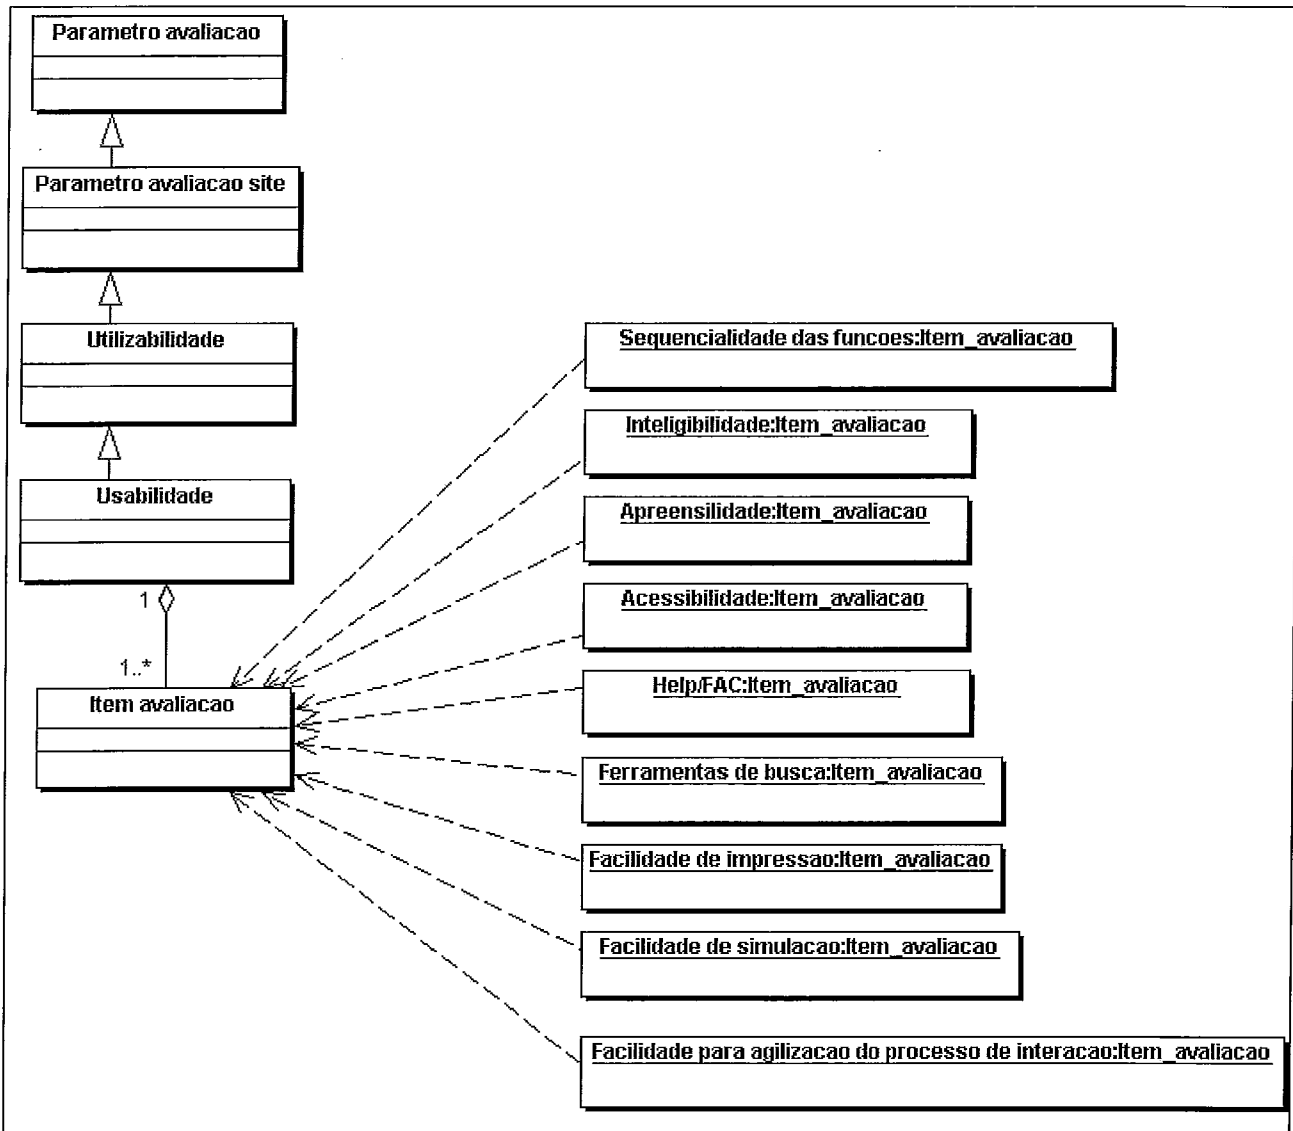 Parametro avaliacao
Parametro avaliacao site
Utilizabilidade
Usabilidade
1
1..*
Item avaliacao
Sequencialidade das funcoes:Item_avaliacao
Inteligibilidade:Item_avaliacao
Apreensilidade:Item_avaliacao
Acessibilidade:Item_avaliacao
Help/FAC:Item_avaliacao
Ferramentas de busca:Item_avaliacao
Facilidade de impressao:Item_avaliacao
Facilidade de simulacao:Item_avaliacao
Facilidade para agilizacao do processo de interacao:Item_avaliacao